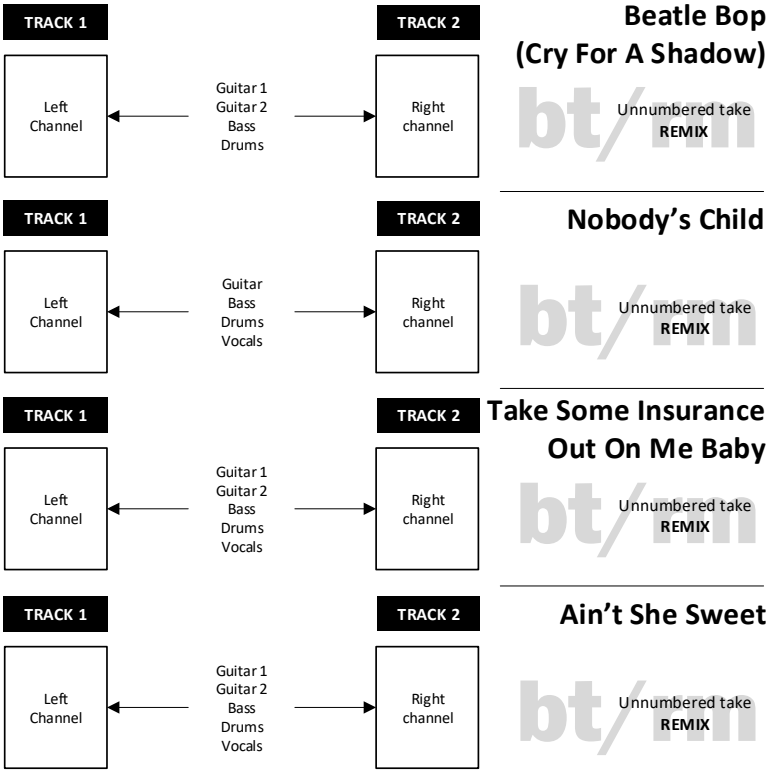 TRACK 1
TRACK 2
Beatle Bop
(Cry For A Shadow)
Left
Channel
Guitar 1
Guitar 2
Bass
Drums
Right
channel
bt/rm
Unnumbered take
REMIX
TRACK 1
TRACK 2
Nobody’s Child
Left
Channel
Guitar
Bass
Drums
Vocals
Right
channel
bt/rm
Unnumbered take
REMIX
TRACK 1
TRACK 2
Take Some Insurance
Out On Me Baby
Left
Channel
Guitar 1
Guitar 2
Bass
Drums
Vocals
Right
channel
bt/rm
Unnumbered take
REMIX
TRACK 1
TRACK 2
Ain’t She Sweet
Left
Channel
Guitar 1
Guitar 2
Bass
Drums
Vocals
Right
channel
bt/rm
Unnumbered take
REMIX